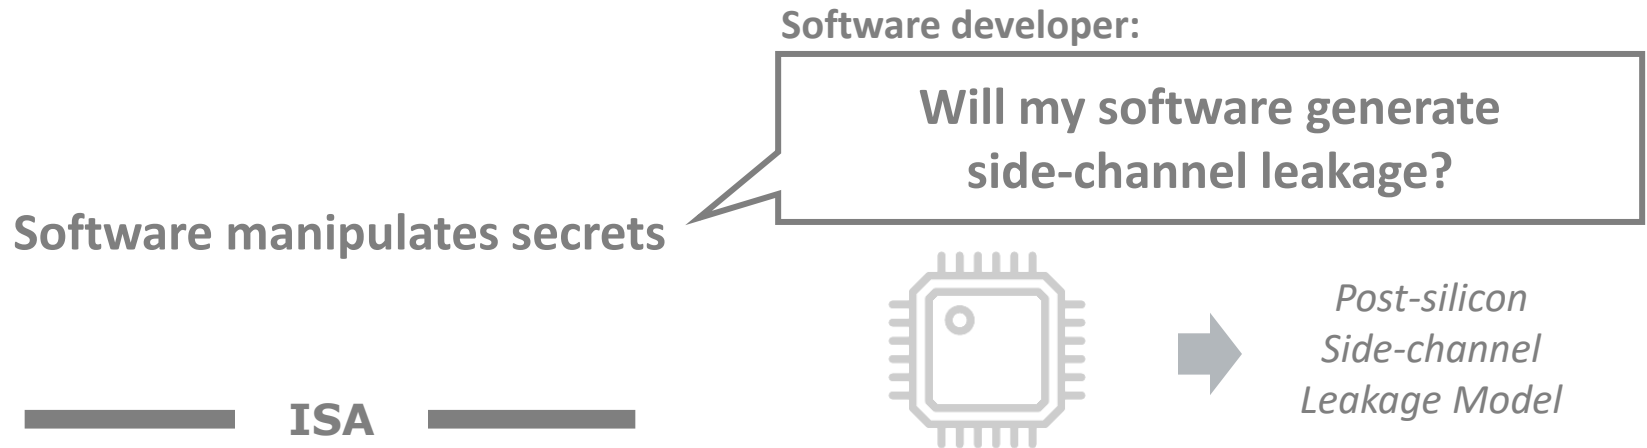 Software developer:
Will my software generate
side-channel leakage?
Software manipulates secrets
Post-silicon
Side-channel
Leakage Model
ISA